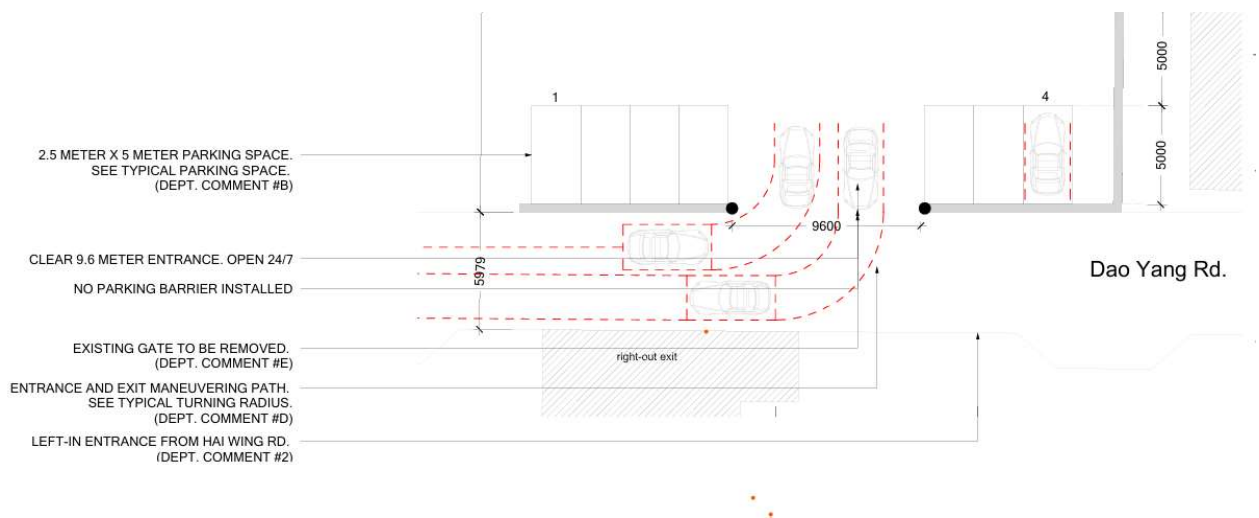 5000
1
4
5000
2.5 METER X 5 METER PARKING SPACE.
SEE TYPICAL PARKING SPACE.
(DEPT. COMMENT #B)
9600
CLEAR 9.6 METER ENTRANCE. OPEN 24/7
5979
Dao Yang Rd.
NO PARKING BARRIER INSTALLED
EXISTING GATE TO BE REMOVED.
(DEPT. COMMENT #E)
right-out exit
ENTRANCE AND EXIT MANEUVERING PATH.
SEE TYPICAL TURNING RADIUS.
(DEPT. COMMENT #D)
LEFT-IN ENTRANCE FROM HAI WING RD.
(DEPT. COMMENT #2)